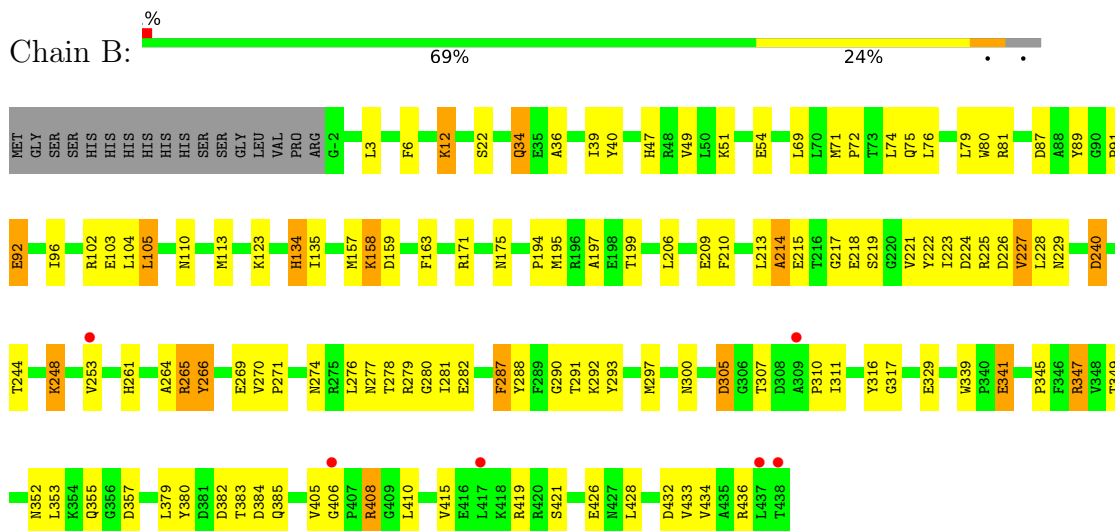 %
Chain B:
69% 24% • •
MET GLY SER SER HIS HIS HIS HIS HIS HIS SER SER GLY LEU VAL PRO ARG G-2 L3 F6 K12 S22 Q34 E35 A36 I39 Y40 H47 R48 V49 L50 K51 E54 L69 L70 M71 P72 T73 L74 Q75 L76 L79 W80 R81 D87 A88 Y89 G90 P91
E92 I96 R102 E103 L104 L105 N110 M113 K123 H134 I135 M157 K158 D159 F163 R171 N175 P194 M195 R196 A197 E198 T199 L206 E209 F210 L213 A214 E215 T216 G217 E218 S219 G220 V221 Y222 I223 D224 R225 D226 V227 L228 N229 D240
T244 K248 V253 H261 A264 R265 Y266 E269 V270 P271 N274 R275 L276 N277 T278 R279 G280 I281 E282 F287 Y288 F289 G290 T291 K292 Y293 M297 N300 D305 G306 T307 D308 A309 P310 I311 Y316 G317 E329 W339 P340 E341 P345 F346 R347 V348 T349
N352 L353 K354 Q355 G356 D357 L379 Y380 D381 D382 T383 D384 Q385 V405 G406 P407 R408 G409 L410 V415 E416 L417 K418 R419 R420 S421 E426 N427 L428 D432 V433 V434 A435 R436 L437 T438